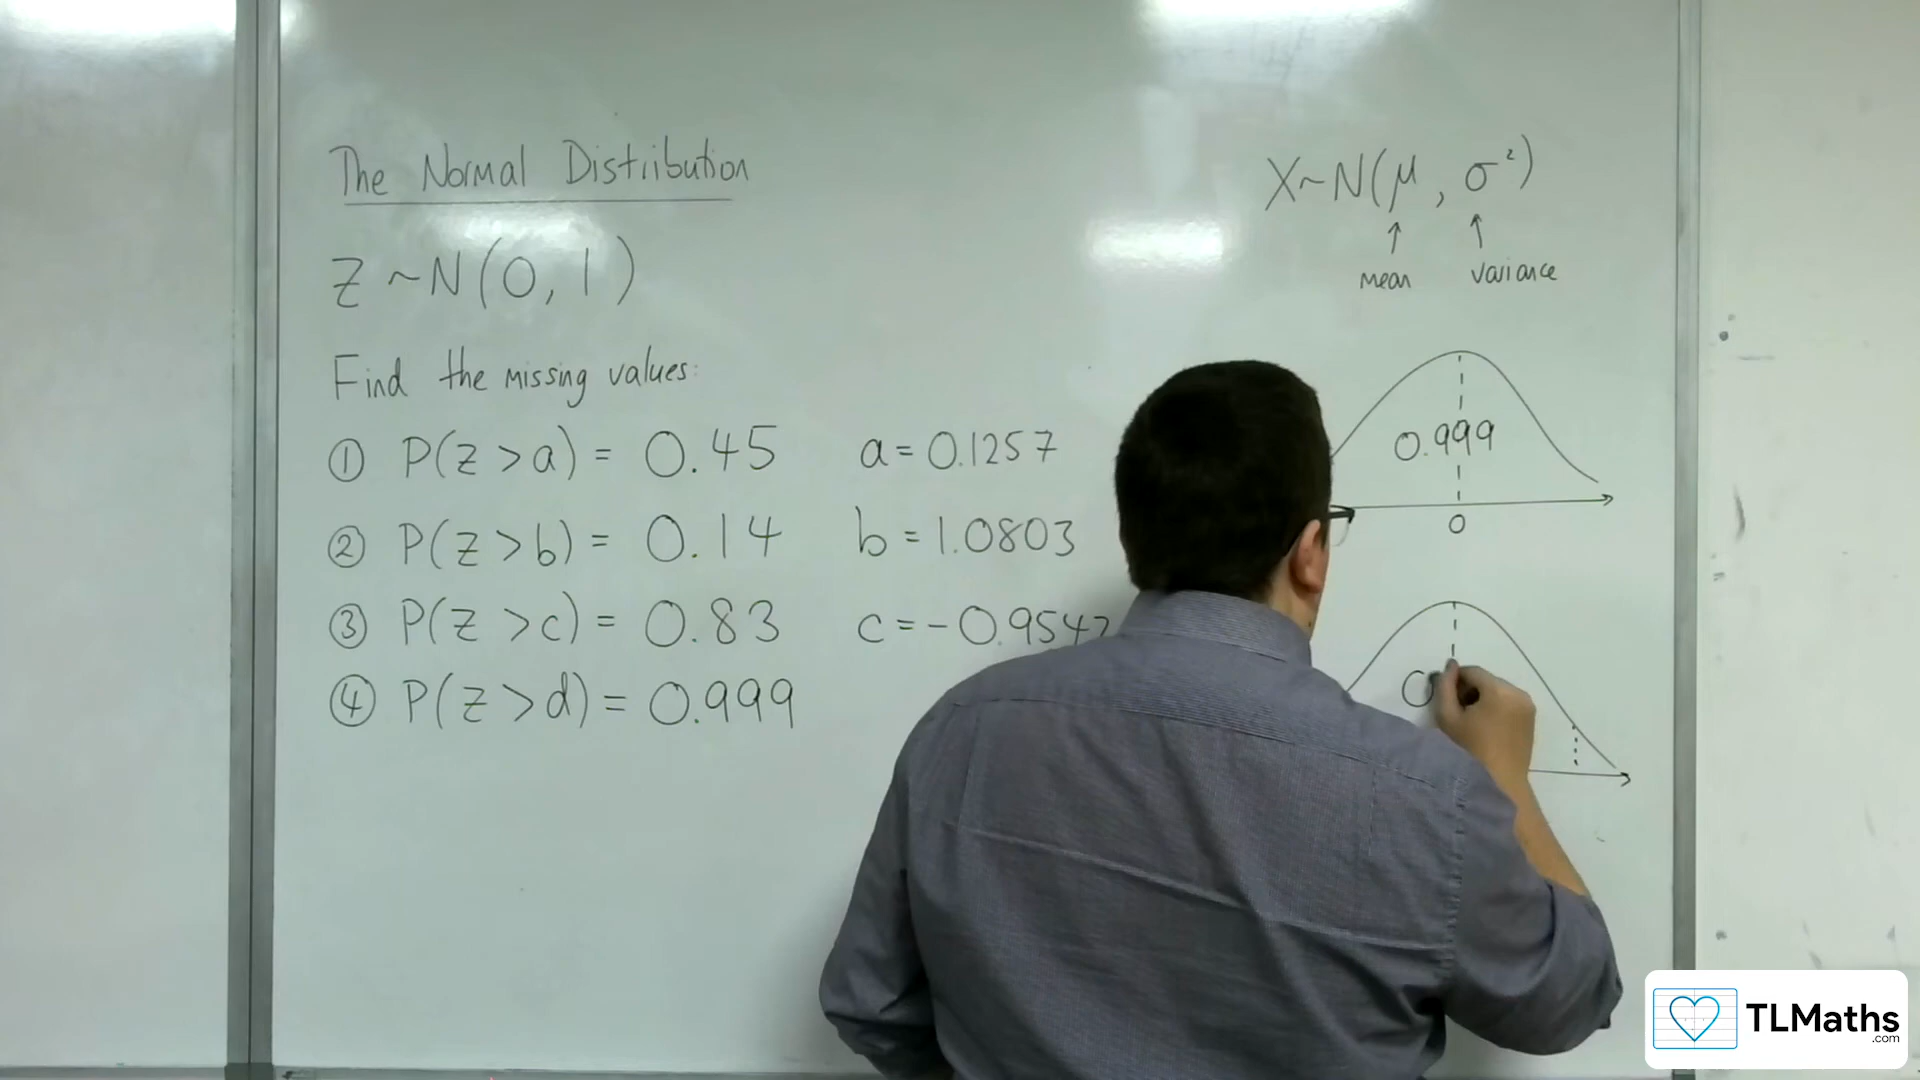 The Normal Distribution
Z ~ N(0, 1)
Find the missing values:
① P(Z > a) = 0.45 a = 0.1257
② P(Z > b) = 0.14 b = 1.0803
③ P(Z > c) = 0.83 c = -0.9542
④ P(Z > d) = 0.999
X~N(μ, σ²)
↑ ↑
mean variance
0.999
0
0
TLMaths
.com